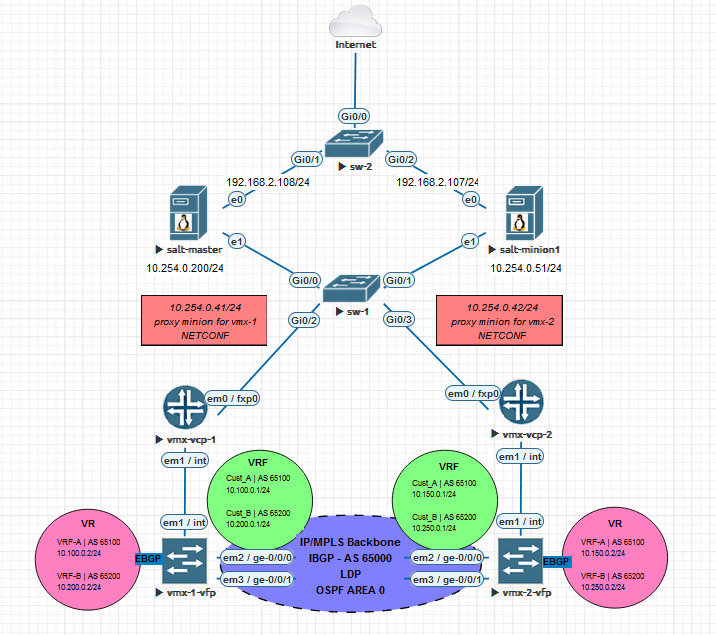 Internet
Gi0/0
sw-2
Gi0/1
Gi0/2
192.168.2.108/24
192.168.2.107/24
e0
e0
salt-master
salt-minion1
e1
e1
10.254.0.200/24
10.254.0.51/24
Gi0/0
Gi0/1
sw-1
Gi0/2
Gi0/3
10.254.0.41/24
proxy minion for vmx-1
NETCONF
10.254.0.42/24
proxy minion for vmx-2
NETCONF
em0 / fxp0
em0 / fxp0
vmx-vcp-1
vmx-vcp-2
em1 / int
em1 / int
VRF
Cust_A | AS 65100
10.100.0.1/24
Cust_B | AS 65200
10.200.0.1/24
VRF
Cust_A | AS 65100
10.150.0.1/24
Cust_B | AS 65200
10.250.0.1/24
em1 / int
em1 / int
VR
VRF-A | AS 65100
10.100.0.2/24
VRF-B | AS 65200
10.200.0.2/24
EBGP
vmx-1-vfp
em2 / ge-0/0/0
em3 / ge-0/0/1
IP/MPLS Backbone
IBGP - AS 65000
LDP
OSPF AREA 0
em2 / ge-0/0/0
em3 / ge-0/0/1
vmx-2-vfp
EBGP
VR
VRF-A | AS 65100
10.150.0.2/24
VRF-B | AS 65200
10.250.0.2/24